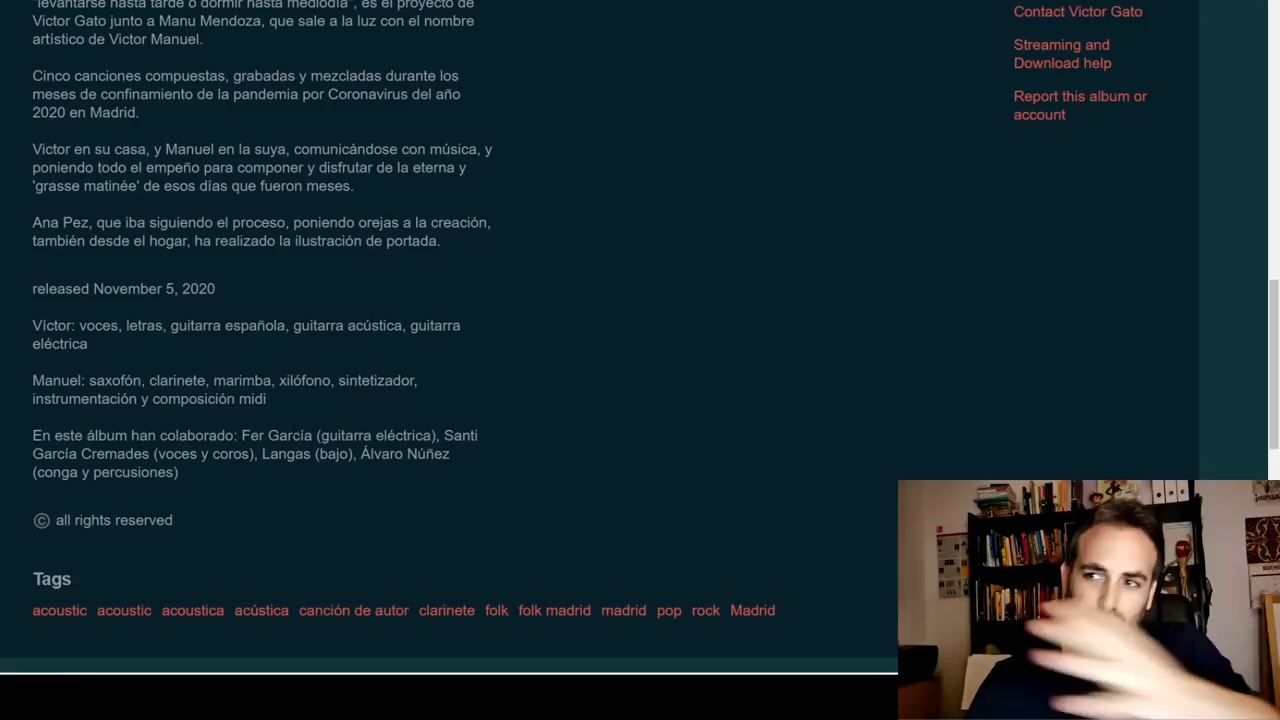 "levantarse hasta tarde o dormir hasta mediodía", es el proyecto de
Victor Gato junto a Manu Mendoza, que sale a la luz con el nombre
artístico de Victor Manuel.
Cinco canciones compuestas, grabadas y mezcladas durante los
meses de confinamiento de la pandemia por Coronavirus del año
2020 en Madrid.
Victor en su casa, y Manuel en la suya, comunicándose con música, y
poniendo todo el empeño para componer y disfrutar de la eterna y
'grasse matinée' de esos días que fueron meses.
Ana Pez, que iba siguiendo el proceso, poniendo orejas a la creación,
también desde el hogar, ha realizado la ilustración de portada.
released November 5, 2020
Víctor: voces, letras, guitarra española, guitarra acústica, guitarra
eléctrica
Manuel: saxofón, clarinete, marimba, xilófono, sintetizador,
instrumentación y composición midi
En este álbum han colaborado: Fer García (guitarra eléctrica), Santi
García Cremades (voces y coros), Langas (bajo), Álvaro Núñez
(conga y percusiones)
© all rights reserved
Tags
acoustic acoustic acoustica acústica canción de autor clarinete folk folk madrid madrid pop rock Madrid
Contact Victor Gato
Streaming and
Download help
Report this album or
account